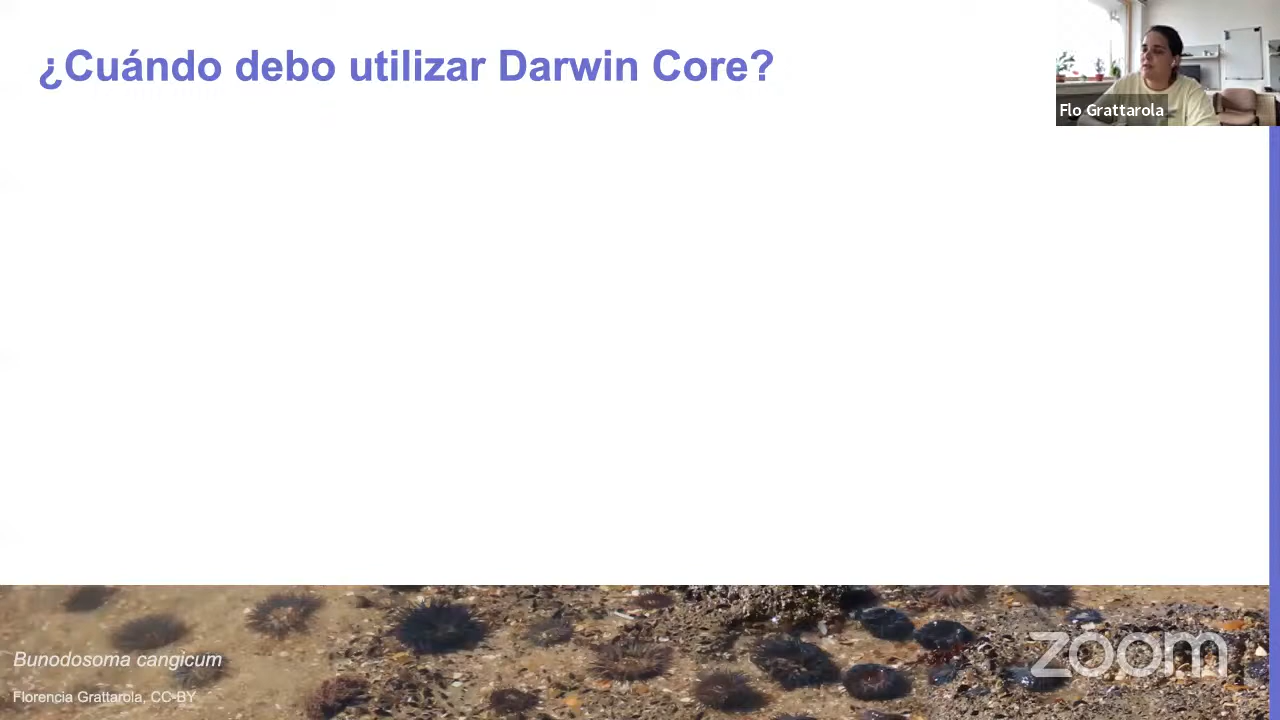 ¿Cuándo debo utilizar Darwin Core?
Flo Grattarola
Bunodosoma cangicum
Florencia Grattarola, CC-BY
zoom